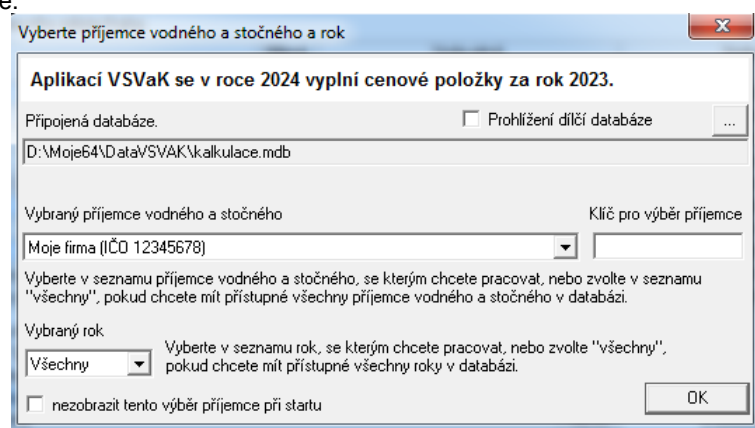 e.
Vyberte příjemce vodného a stočného a rok
x
Aplikací VSVaK se v roce 2024 vyplní cenové položky za rok 2023.
Připojená databáze.
Prohlížení dílčí databáze
...
D:\Moje64\DataVSVAK\kalkulace.mdb
Vybraný příjemce vodného a stočného
Klíč pro výběr příjemce
Moje firma (IČO 12345678)
Vyberte v seznamu příjemce vodného a stočného, se kterým chcete pracovat, nebo zvolte v seznamu
"všechny", pokud chcete mít přístupné všechny příjemce vodného a stočného v databázi.
Vybraný rok
Všechny
Vyberte v seznamu rok, se kterým chcete pracovat, nebo zvolte "všechny",
pokud chcete mít přístupné všechny roky v databázi.
nezobrazit tento výběr příjemce při startu
OK